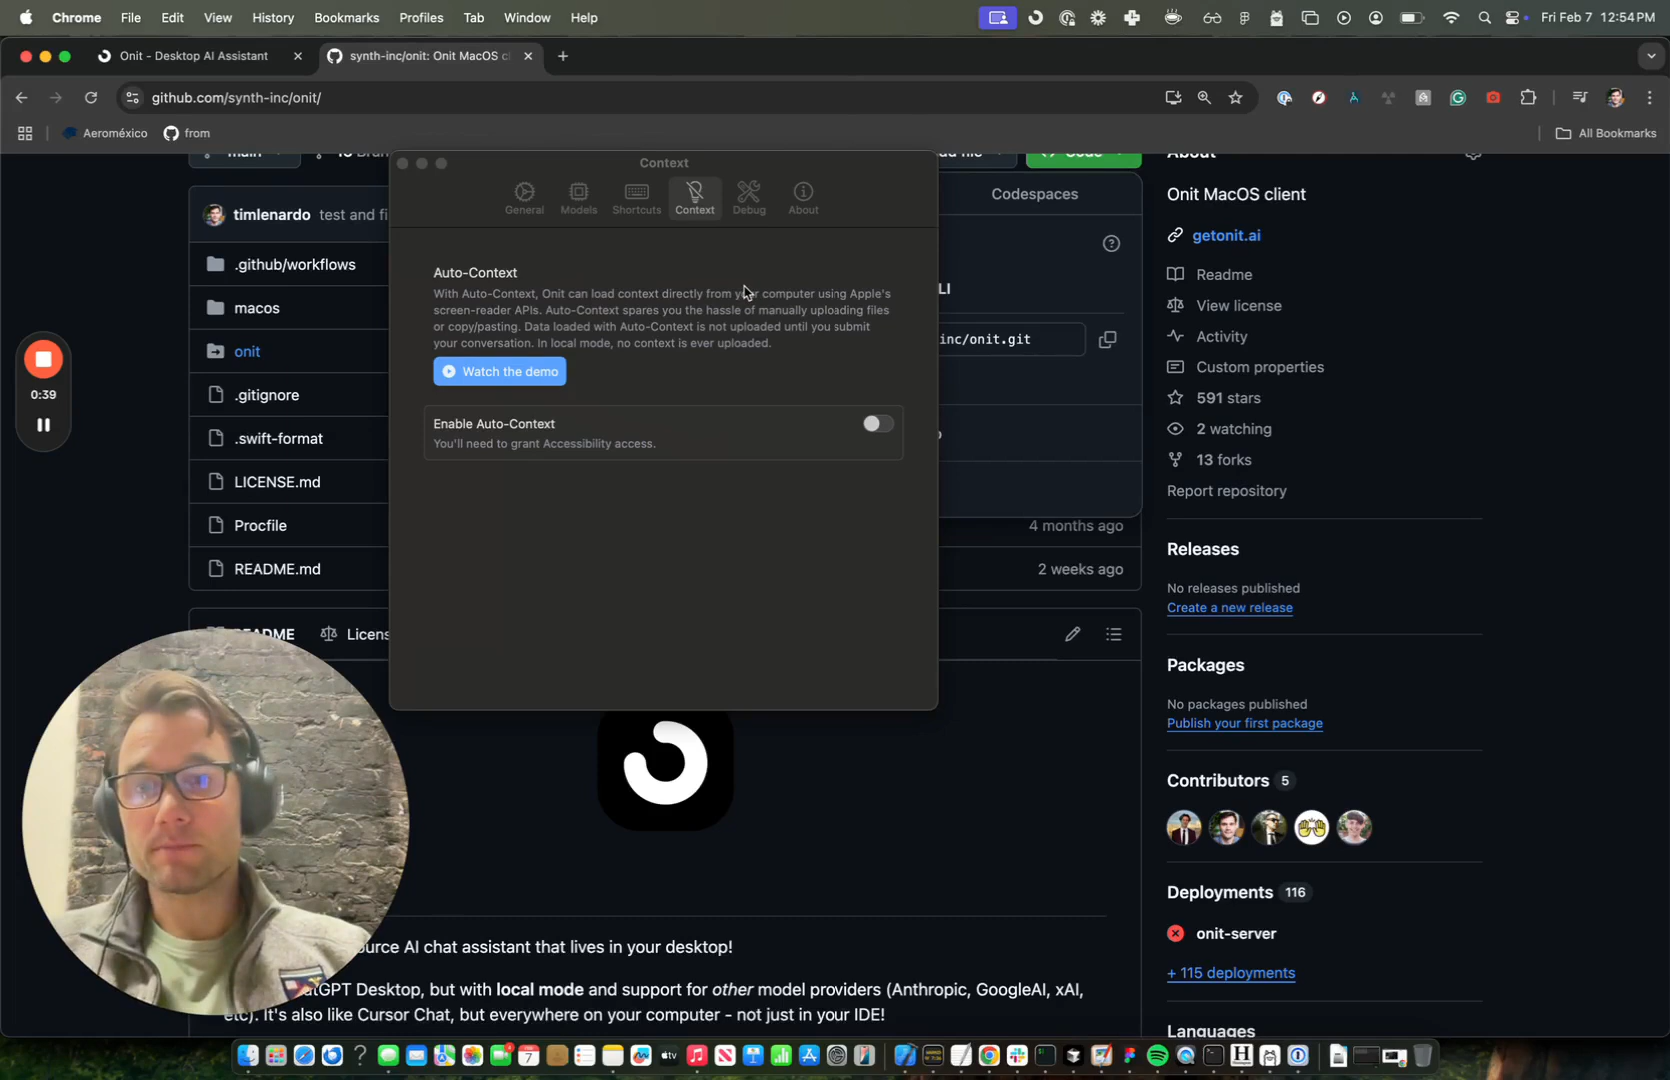 Chrome File Edit View History Bookmarks Profiles Tab Window Help
Fri Feb 7 12:54 PM
Onit - Desktop AI Assistant
synth-inc/onit: Onit MacOS cl
github.com/synth-inc/onit/
Aeroméxico
from
All Bookmarks
main
Code
About
Context
General
Models
Shortcuts
Context
Debug
About
Codespaces
Onit MacOS client
timlenardo test and fi
getonit.ai
.github/workflows
Auto-Context
With Auto-Context, Onit can load context directly from your computer using Apple's
screen-reader APIs. Auto-Context spares you the hassle of manually uploading files
or copy/pasting. Data loaded with Auto-Context is not uploaded until you submit
your conversation. In local mode, no context is ever uploaded.
LI
Readme
macos
View license
onit
inc/onit.git
Activity
Watch the demo
Custom properties
.gitignore
591 stars
0:39
Enable Auto-Context
You'll need to grant Accessibility access.
2 watching
.swift-format
13 forks
LICENSE.md
Report repository
Procfile
4 months ago
Releases
README.md
2 weeks ago
No releases published
Create a new release
README
Licens
Packages
No packages published
Publish your first package
Contributors 5
Deployments 116
onit-server
ource AI chat assistant that lives in your desktop!
+ 115 deployments
atGPT Desktop, but with local mode and support for other model providers (Anthropic, GoogleAI, xAI,
etc). It's also like Cursor Chat, but everywhere on your computer - not just in your IDE!
Languages